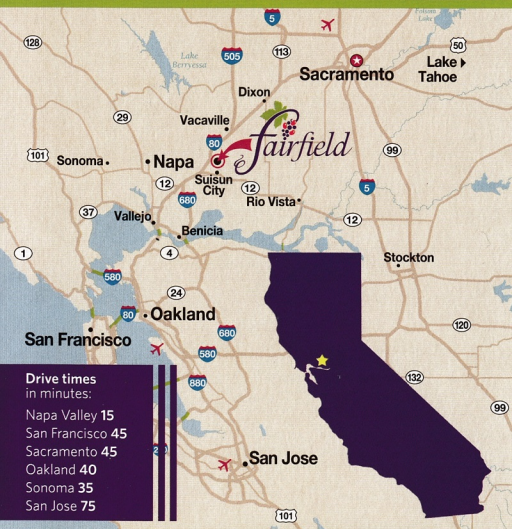 5
128
Folsom
Lake
Lake
Berryessa
505
113
50
Sacramento
Lake
Tahoe
Dixon
29
Vacaville
80
Fairfield
101
Sonoma
Napa
99
Suisun
City
12
12
5
680
Rio Vista
37
Vallejo
12
Benicia
1
4
Stockton
580
24
80
Oakland
120
San Francisco
680
580
Drive times
in minutes:
880
132
Napa Valley 15
San Francisco 45
Sacramento 45
Oakland 40
Sonoma 35
San Jose 75
99
280
San Jose
101